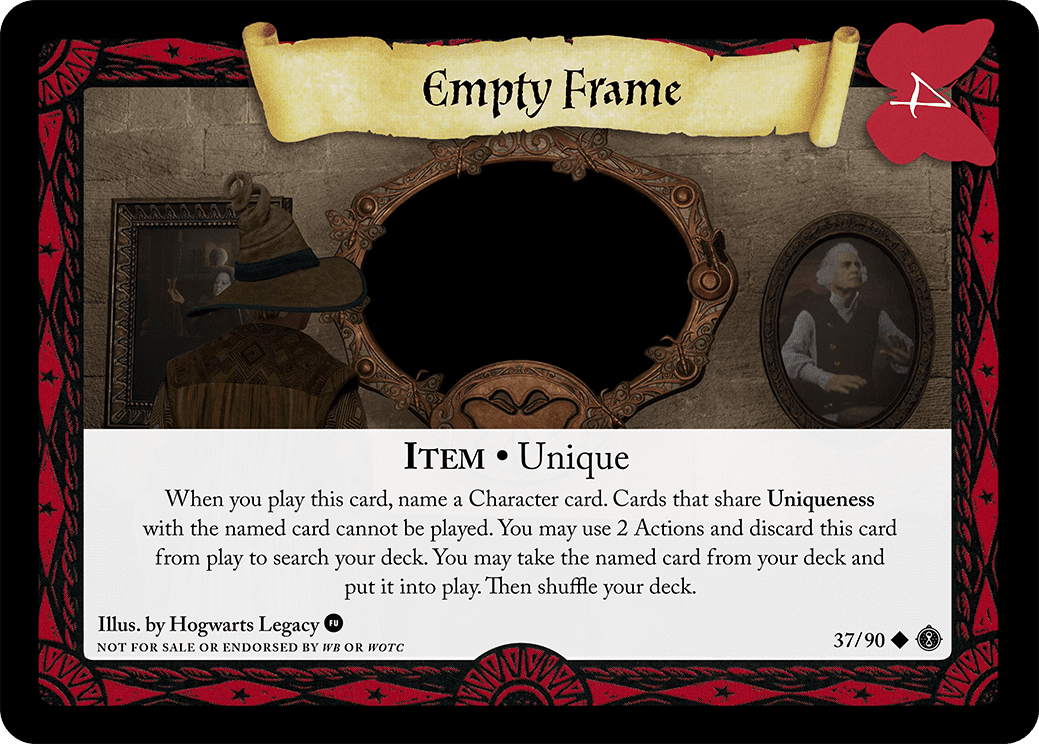 Empty Frame
4
ITEM • Unique
When you play this card, name a Character card. Cards that share Uniqueness
with the named card cannot be played. You may use 2 Actions and discard this card
from play to search your deck. You may take the named card from your deck and
put it into play. Then shuffle your deck.
Illus. by Hogwarts Legacy FU
NOT FOR SALE OR ENDORSED BY WB OR WOTC
37/90